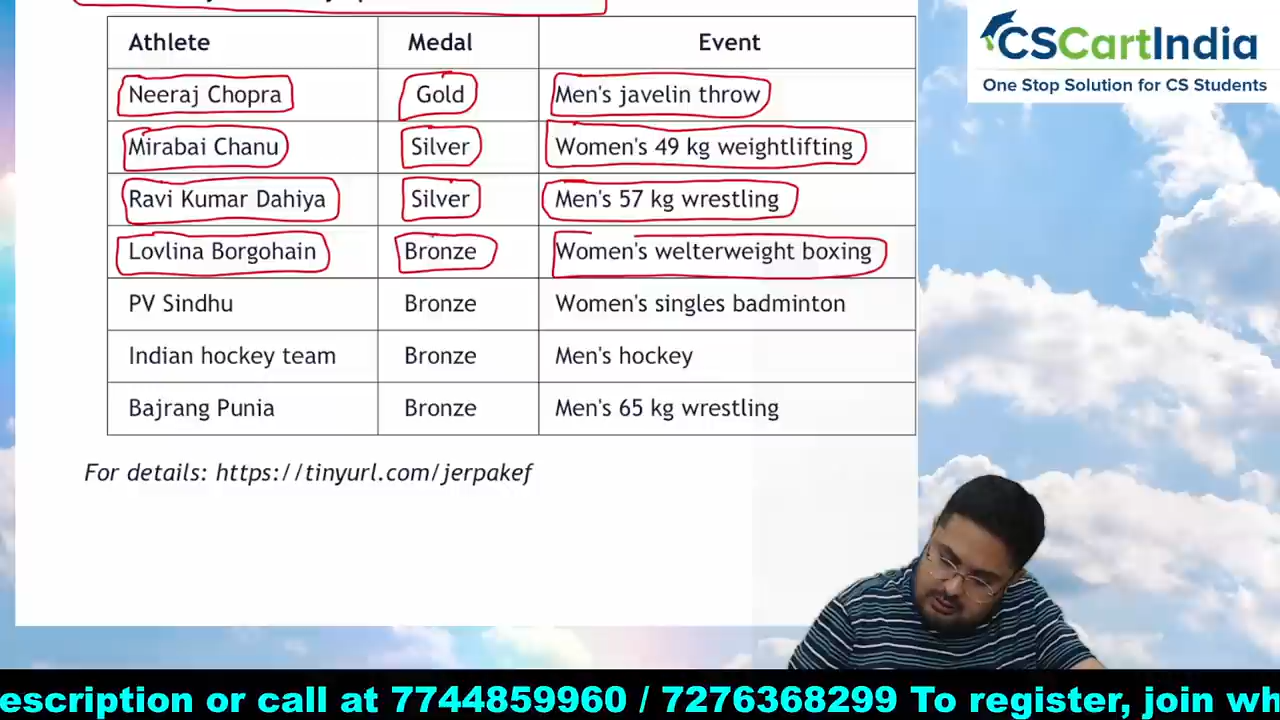 CSCartIndia
One Stop Solution for CS Students
Athlete Medal Event
Neeraj Chopra Gold Men's javelin throw
Mirabai Chanu Silver Women's 49 kg weightlifting
Ravi Kumar Dahiya Silver Men's 57 kg wrestling
Lovlina Borgohain Bronze Women's welterweight boxing
PV Sindhu Bronze Women's singles badminton
Indian hockey team Bronze Men's hockey
Bajrang Punia Bronze Men's 65 kg wrestling
For details: https://tinyurl.com/jerpakef
escription or call at 7744859960 / 7276368299 To register, join wh